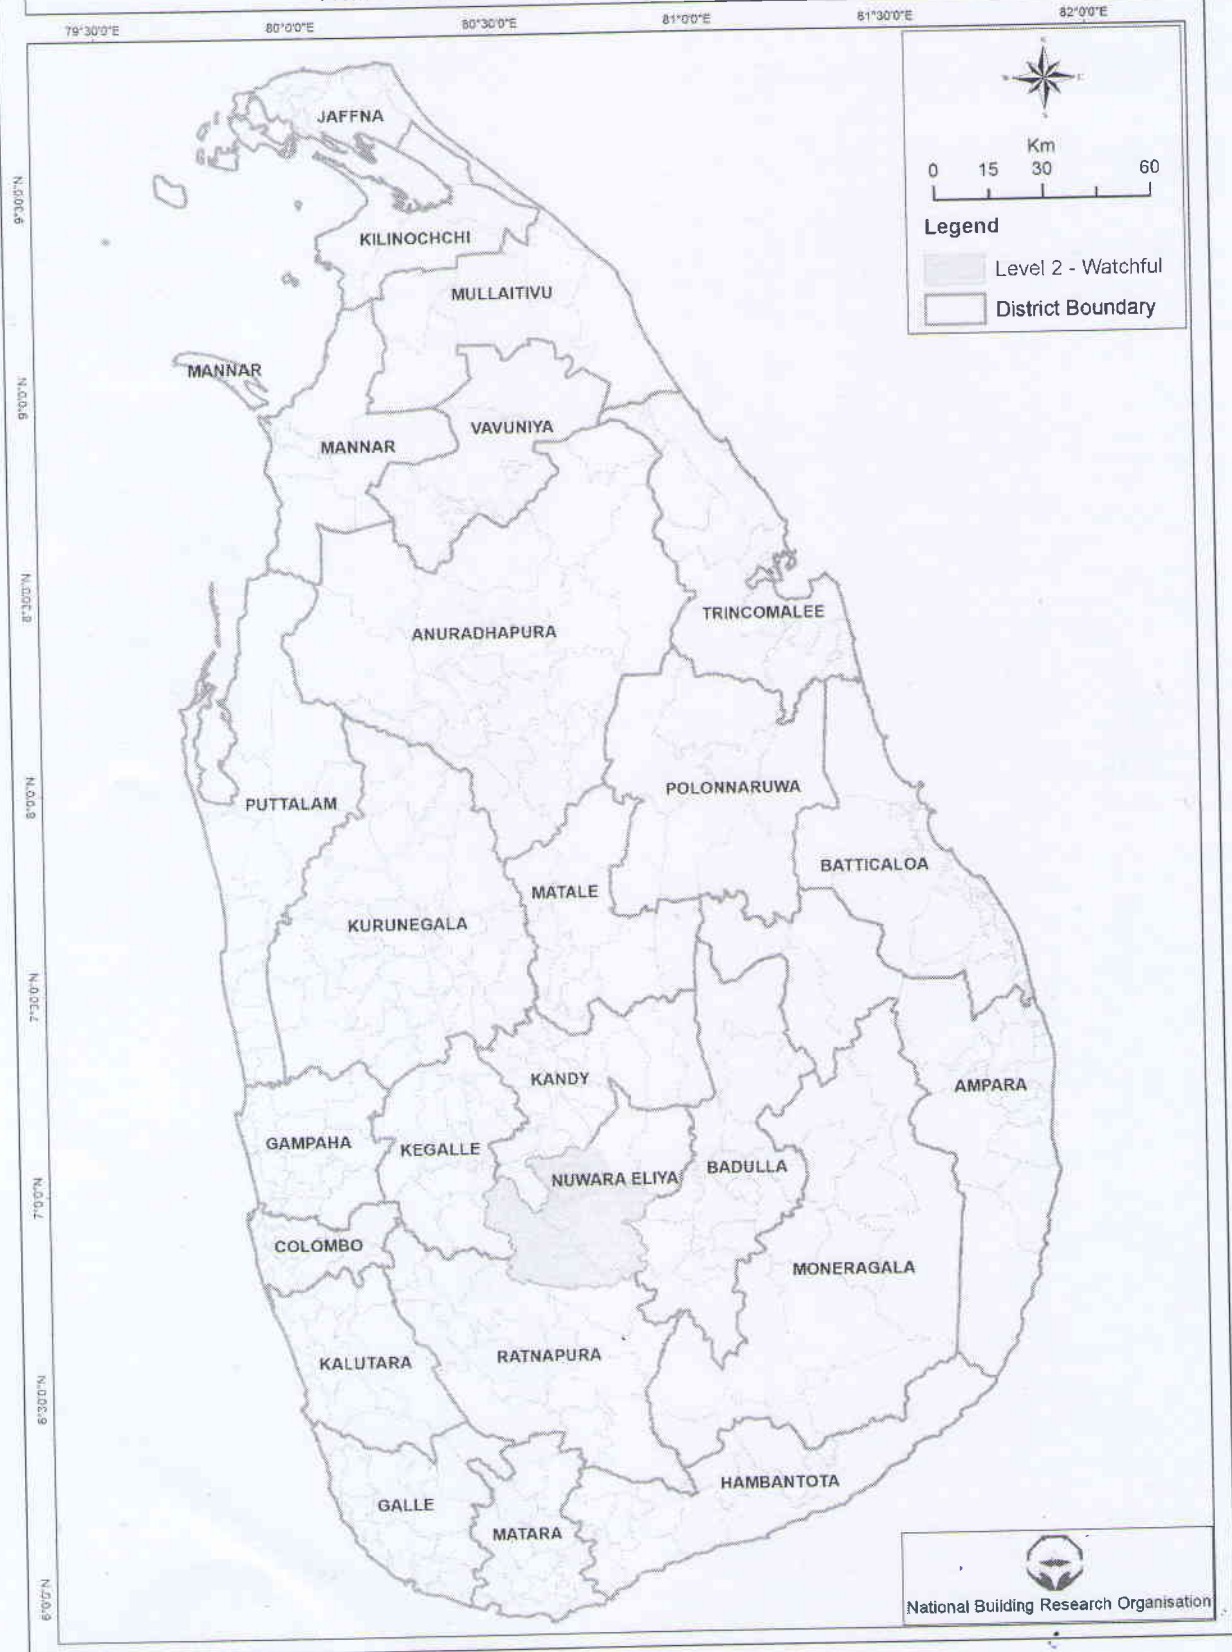 79°30'0"E 80°0'0"E 80°30'0"E 81°0'0"E 81°30'0"E 82°0'0"E
N
W E
S
Km
0 15 30 60
Legend
Level 2 - Watchful
District Boundary
JAFFNA
9°30'0"N
KILINOCHCHI
MULLAITIVU
MANNAR
9°0'0"N
VAVUNIYA
MANNAR
8°30'0"N
TRINCOMALEE
ANURADHAPURA
POLONNARUWA
8°0'0"N
PUTTALAM
BATTICALOA
MATALE
KURUNEGALA
7°30'0"N
KANDY
AMPARA
GAMPAHA
KEGALLE
BADULLA
NUWARA ELIYA
7°0'0"N
COLOMBO
MONERAGALA
RATNAPURA
KALUTARA
6°30'0"N
HAMBANTOTA
GALLE
MATARA
6°0'0"N
National Building Research Organisation